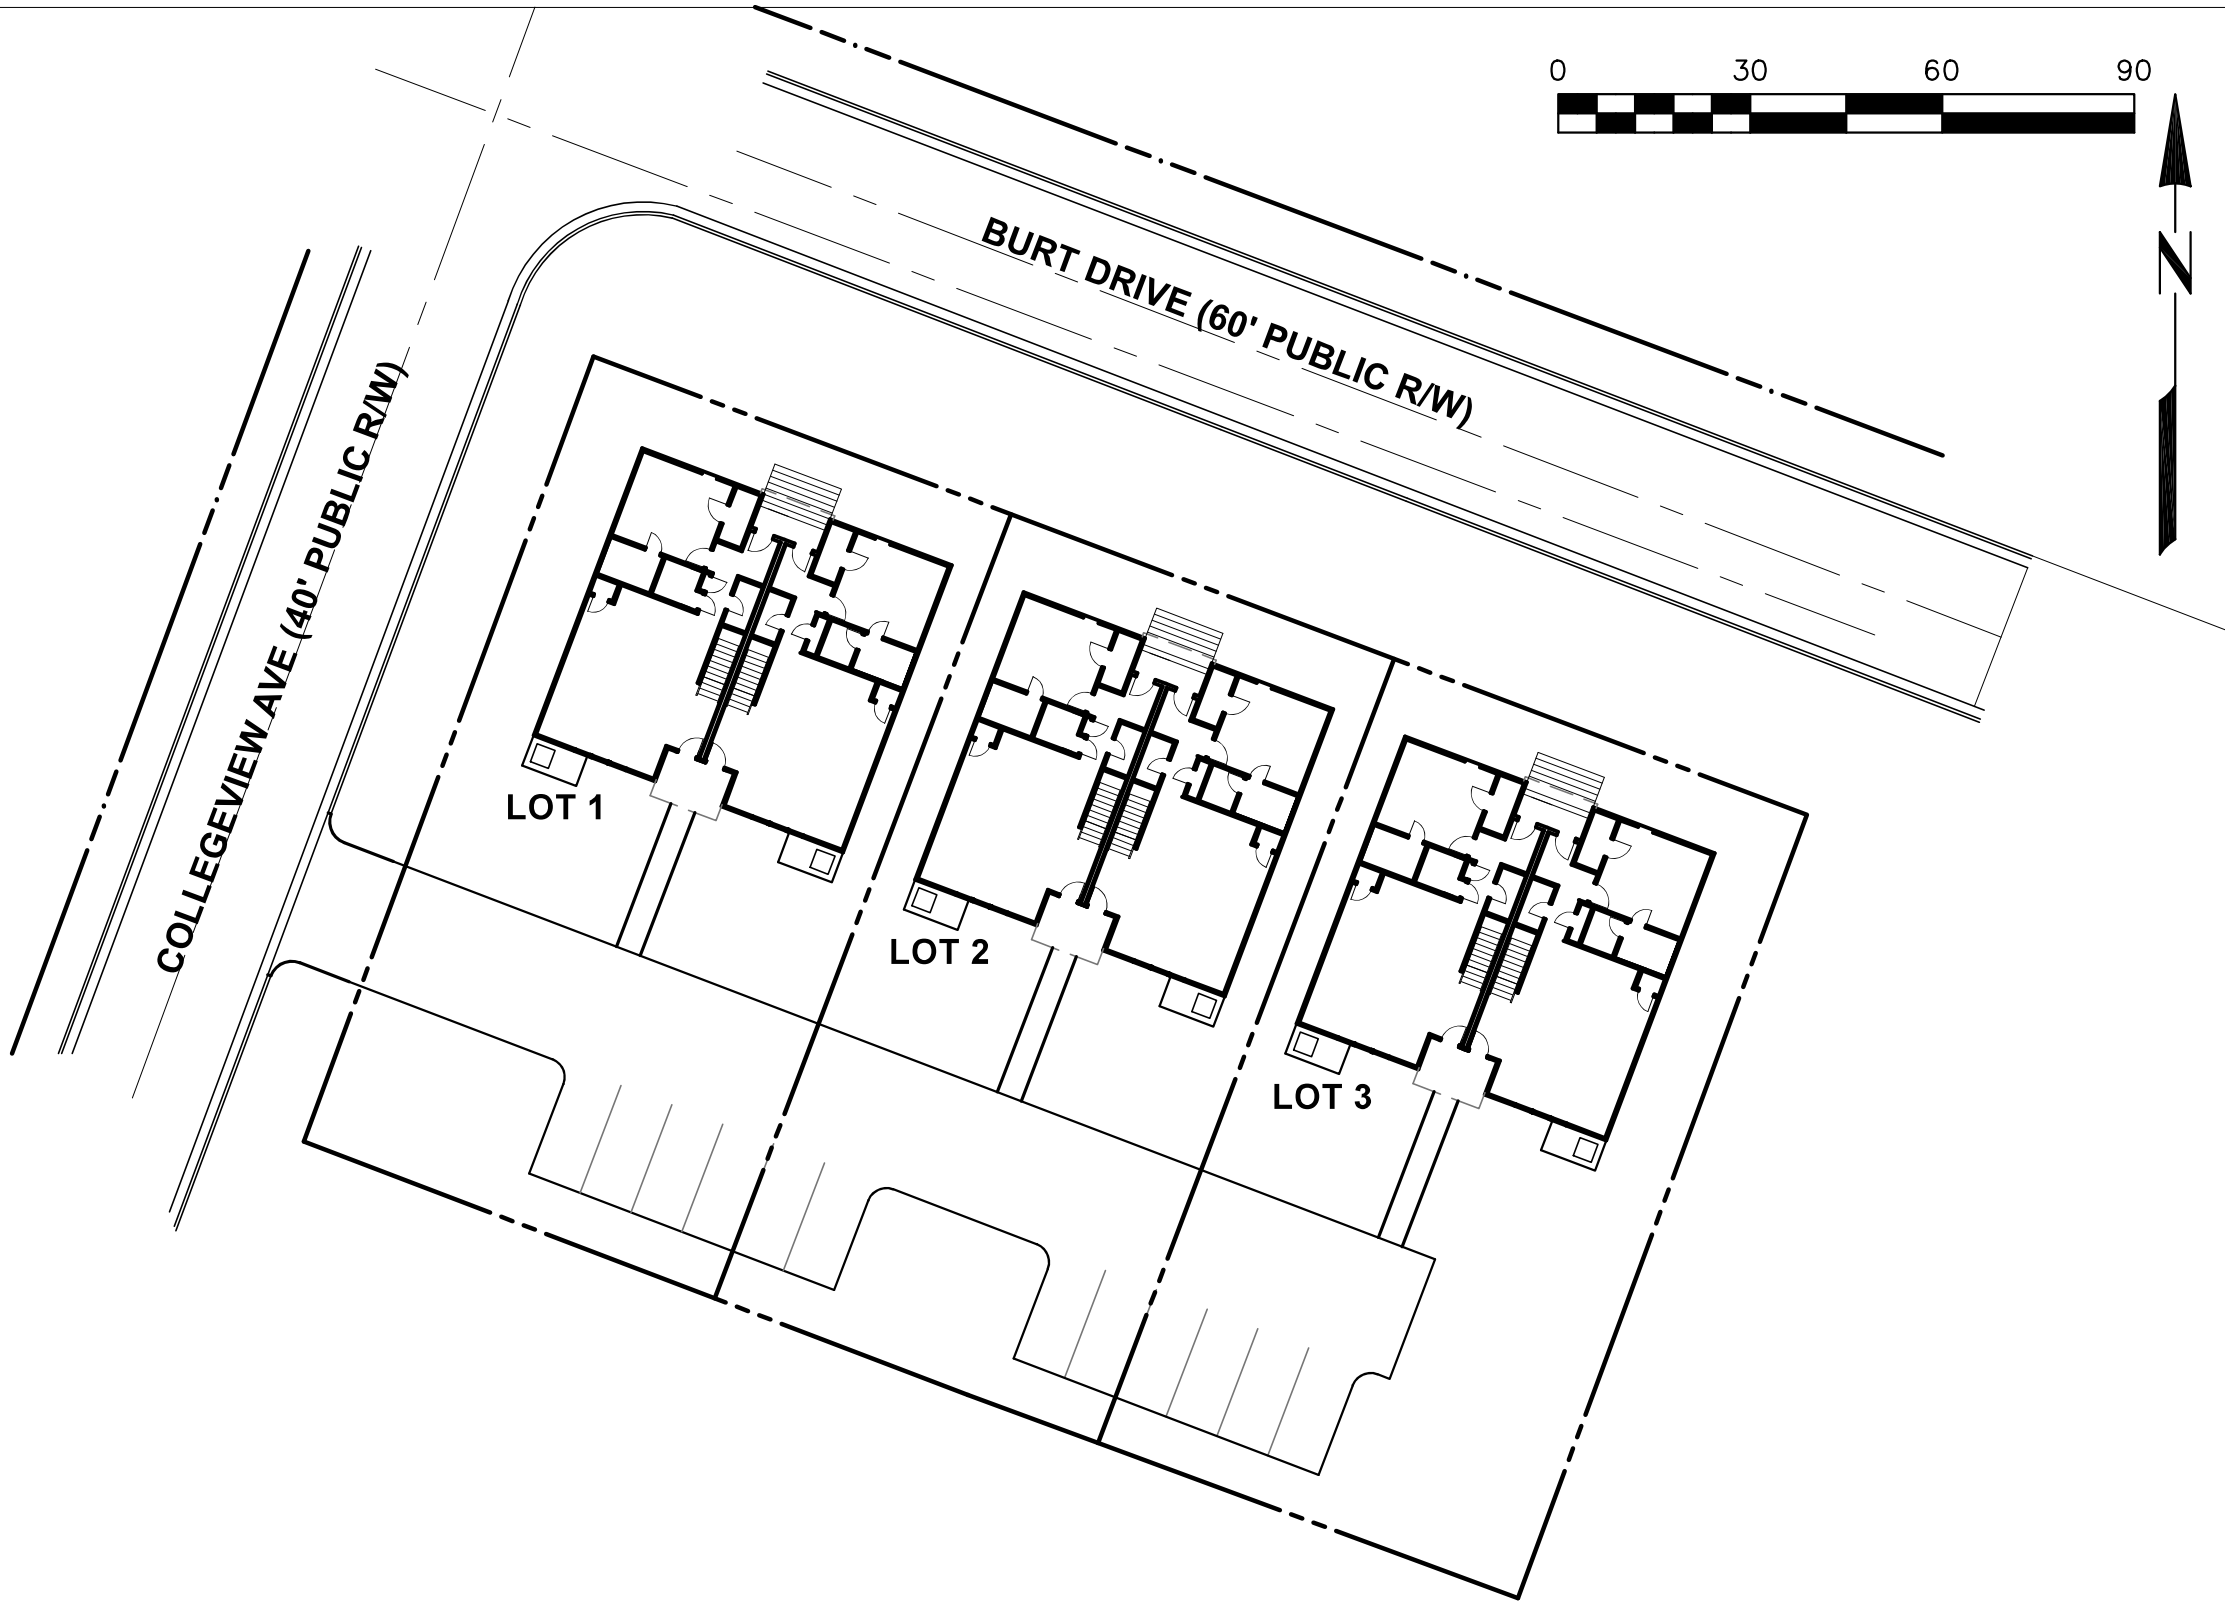 0 30 60 90
N
BURT DRIVE (60' PUBLIC R/W)
COLLEGEVIEW AVE (40' PUBLIC R/W)
LOT 1
LOT 2
LOT 3